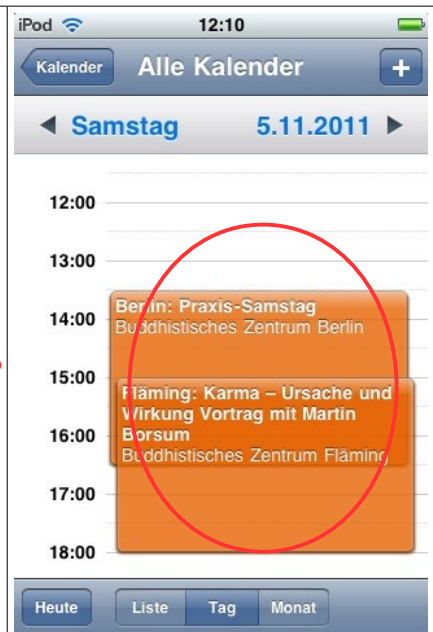 iPod 12:10
Kalender Alle Kalender +
Samstag 5.11.2011
12:00
13:00
Berlin: Praxis-Samstag
14:00 Buddhistisches Zentrum Berlin
15:00
Fläming: Karma – Ursache und
Wirkung Vortrag mit Martin
16:00 Borsum
Buddhistisches Zentrum Fläming
17:00
18:00
Heute Liste Tag Monat